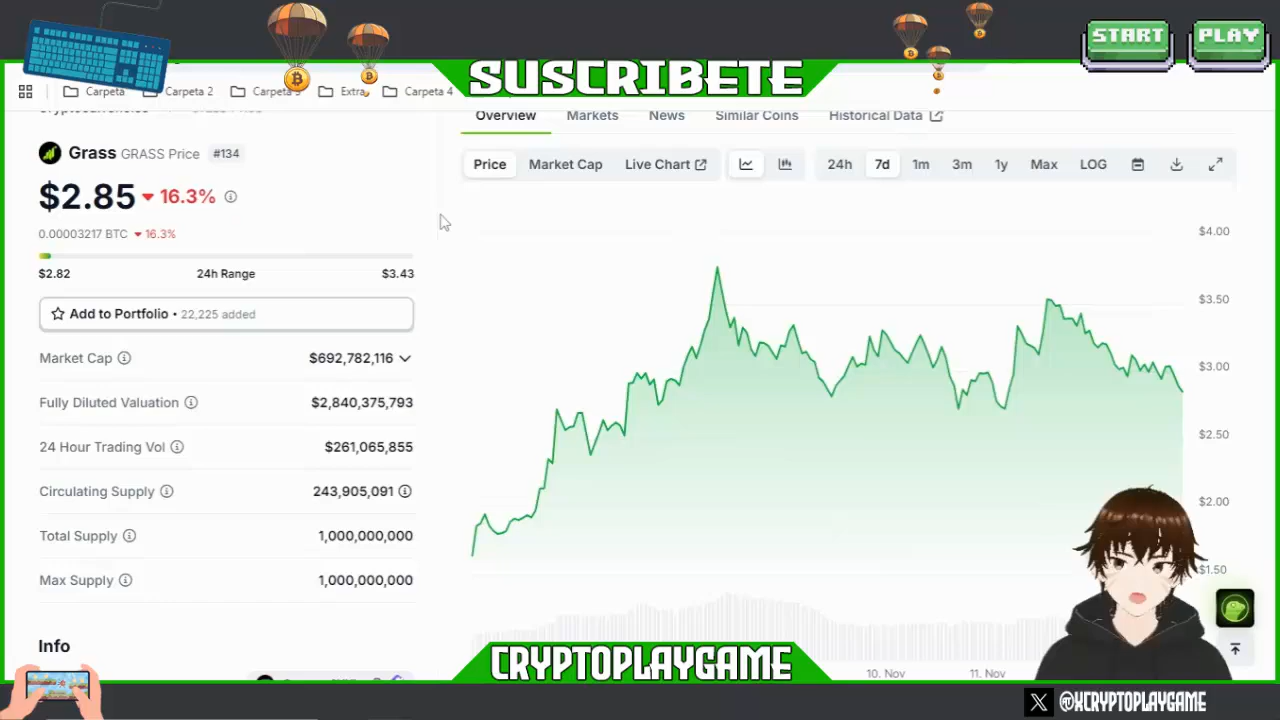 START PLAY
SUSCRIBETE
Carpeta Carpeta 2 Carpeta Extra Carpeta 4
Overview Markets News Similar Coins Historical Data
Grass GRASS Price #134
Price Market Cap Live Chart 24h 7d 1m 3m 1y Max LOG
$2.85 16.3%
0.00003217 BTC 16.3%
$2.82 24h Range $3.43
Add to Portfolio • 22,225 added
Market Cap $692,782,116
Fully Diluted Valuation $2,840,375,793
24 Hour Trading Vol $261,065,855
Circulating Supply 243,905,091
Total Supply 1,000,000,000
Max Supply 1,000,000,000
Info
$4.00
$3.50
$3.00
$2.50
$2.00
$1.50
10. Nov 11. Nov
CRYPTOPLAYGAME
X @XCRYPTOPLAYGAME